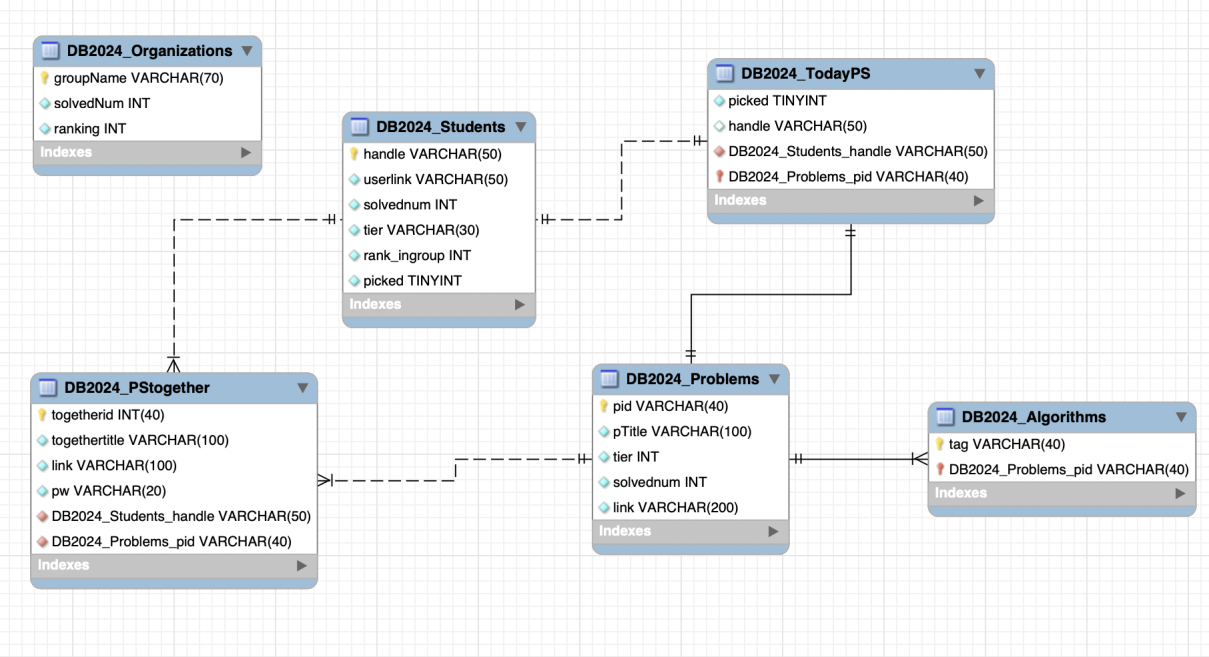 DB2024_Organizations
groupName VARCHAR(70)
solvedNum INT
ranking INT
Indexes
DB2024_Students
handle VARCHAR(50)
userlink VARCHAR(50)
solvednum INT
tier VARCHAR(30)
rank_ingroup INT
picked TINYINT
Indexes
DB2024_TodayPS
picked TINYINT
handle VARCHAR(50)
DB2024_Students_handle VARCHAR(50)
DB2024_Problems_pid VARCHAR(40)
Indexes
DB2024_PStogether
togetherid INT(40)
togethertitle VARCHAR(100)
link VARCHAR(100)
pw VARCHAR(20)
DB2024_Students_handle VARCHAR(50)
DB2024_Problems_pid VARCHAR(40)
Indexes
DB2024_Problems
pid VARCHAR(40)
pTitle VARCHAR(100)
tier INT
solvednum INT
link VARCHAR(200)
Indexes
DB2024_Algorithms
tag VARCHAR(40)
DB2024_Problems_pid VARCHAR(40)
Indexes